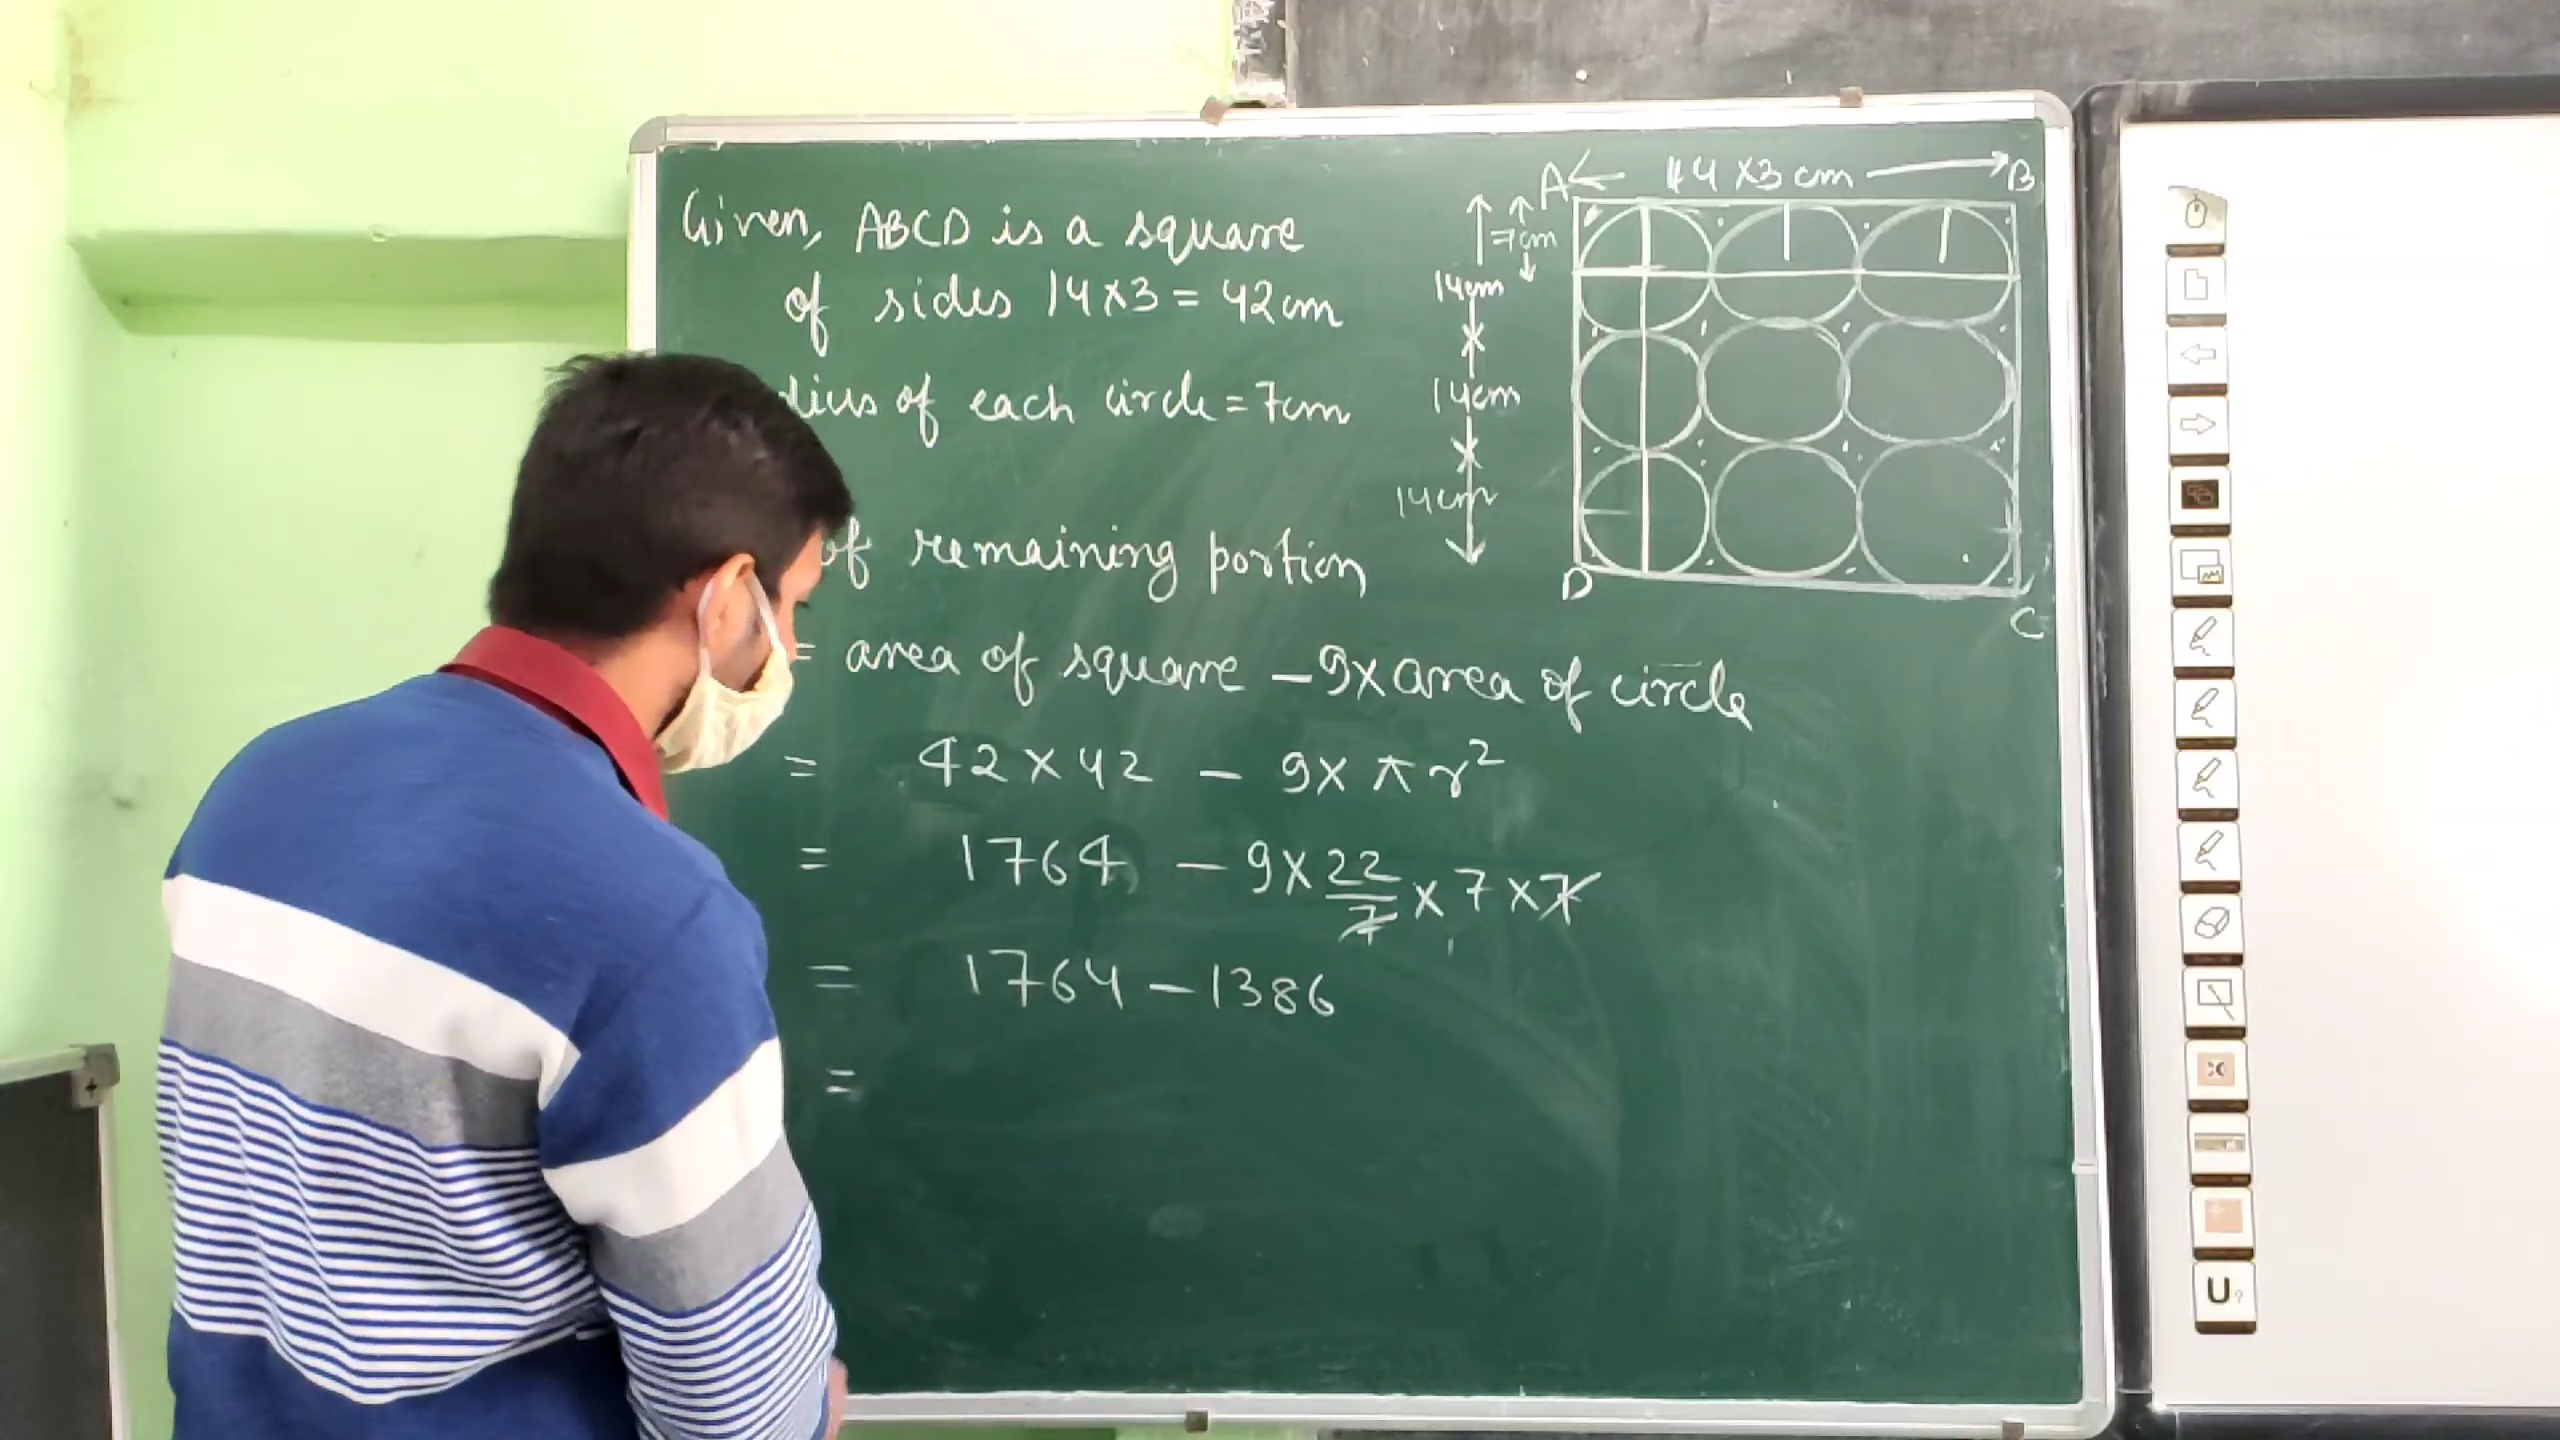 Given, ABCD is a square
of sides 14×3 = 42cm
dius of each circle = 7cm
of remaining portion
= area of square - 9× area of circle
= 42 × 42 - 9× πr²
= 1764 - 9× 22/7 × 7 × 7
= 1764 - 1386
=
A 14 ×3 cm B
7cm
14cm
14cm
14cm
D
C
U